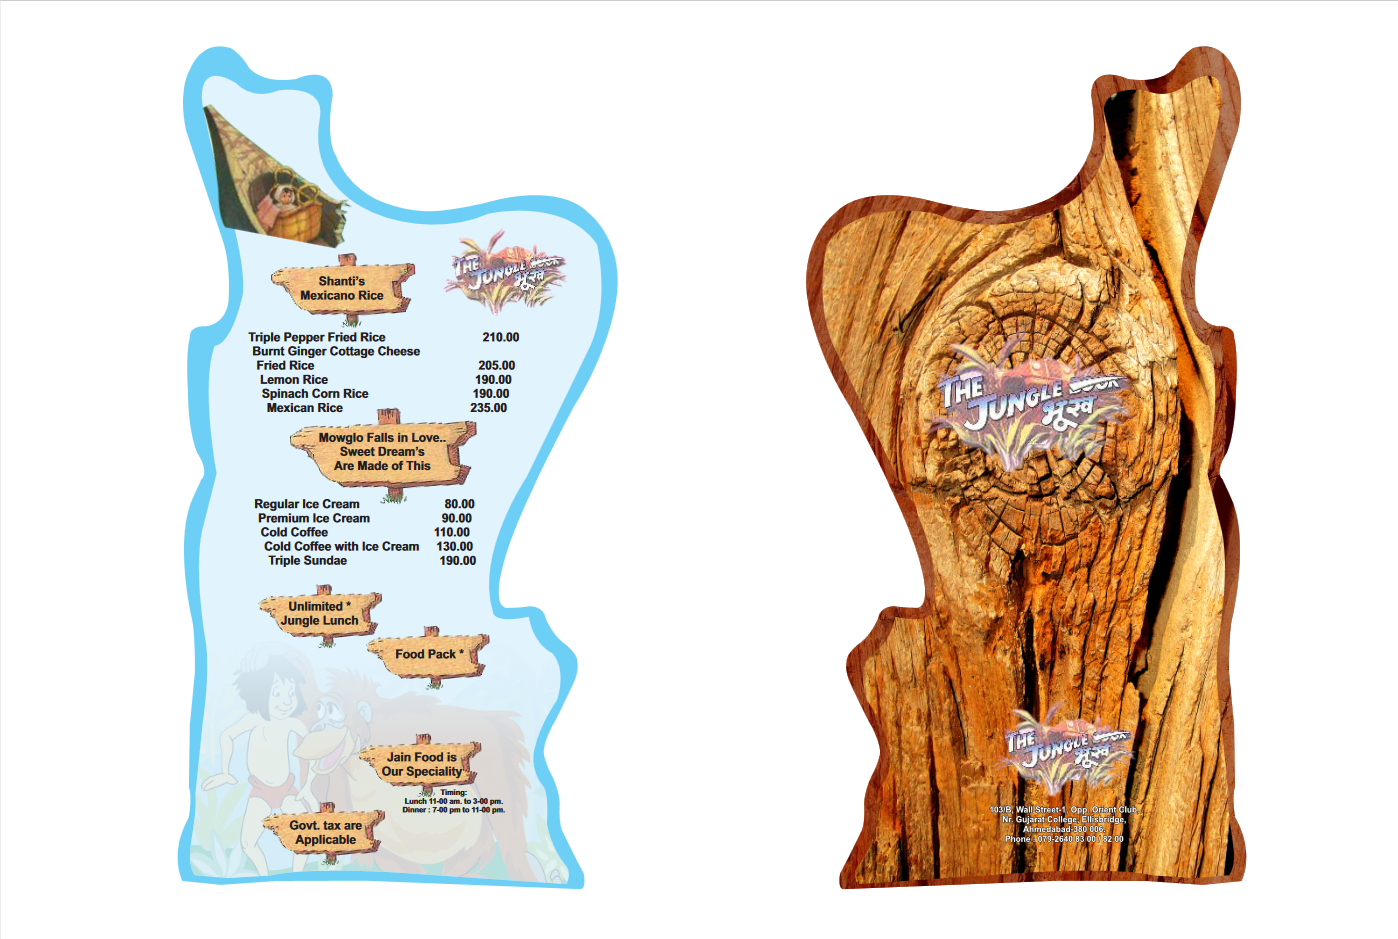 Shanti's
Mexicano Rice
THE
JUNGLE BOOK
भूख
Triple Pepper Fried Rice 210.00
Burnt Ginger Cottage Cheese
Fried Rice 205.00
Lemon Rice 190.00
Spinach Corn Rice 190.00
Mexican Rice 235.00
Mowglo Falls in Love..
Sweet Dream's
Are Made of This
Regular Ice Cream 80.00
Premium Ice Cream 90.00
Cold Coffee 110.00
Cold Coffee with Ice Cream 130.00
Triple Sundae 190.00
Unlimited *
Jungle Lunch
Food Pack *
Jain Food is
Our Speciality
Timing:
Lunch 11-00 am. to 3-00 pm.
Dinner : 7-00 pm to 11-00 pm.
Govt. tax are
Applicable
THE
JUNGLE BOOK
भूख
THE
JUNGLE BOOK
भूख
103/B, Wall Street-1, Opp. Orient Club,
Nr. Gujarat College, Ellisbridge,
Ahmedabad-380 006.
Phone : 079-2640 83 00 / 82 00